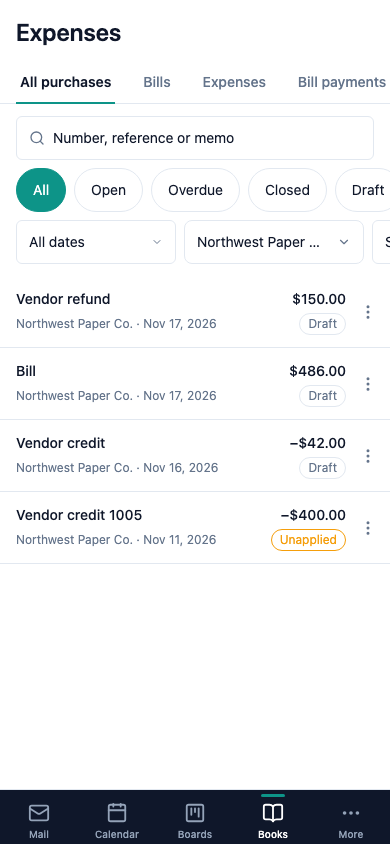 Expenses
All purchases Bills Expenses Bill payments
Number, reference or memo
All Open Overdue Closed Draft
All dates Northwest Paper ...
Vendor refund $150.00
Northwest Paper Co. · Nov 17, 2026 Draft
Bill $486.00
Northwest Paper Co. · Nov 17, 2026 Draft
Vendor credit –$42.00
Northwest Paper Co. · Nov 16, 2026 Draft
Vendor credit 1005 –$400.00
Northwest Paper Co. · Nov 11, 2026 Unapplied
Mail Calendar Boards Books More